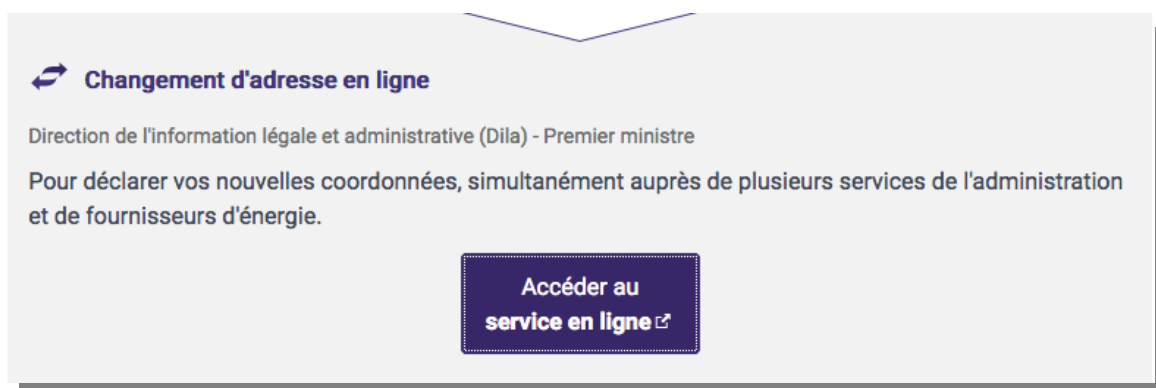 Changement d'adresse en ligne
Direction de l'information légale et administrative (Dila) - Premier ministre
Pour déclarer vos nouvelles coordonnées, simultanément auprès de plusieurs services de l'administration
et de fournisseurs d'énergie.
Accéder au
service en ligne